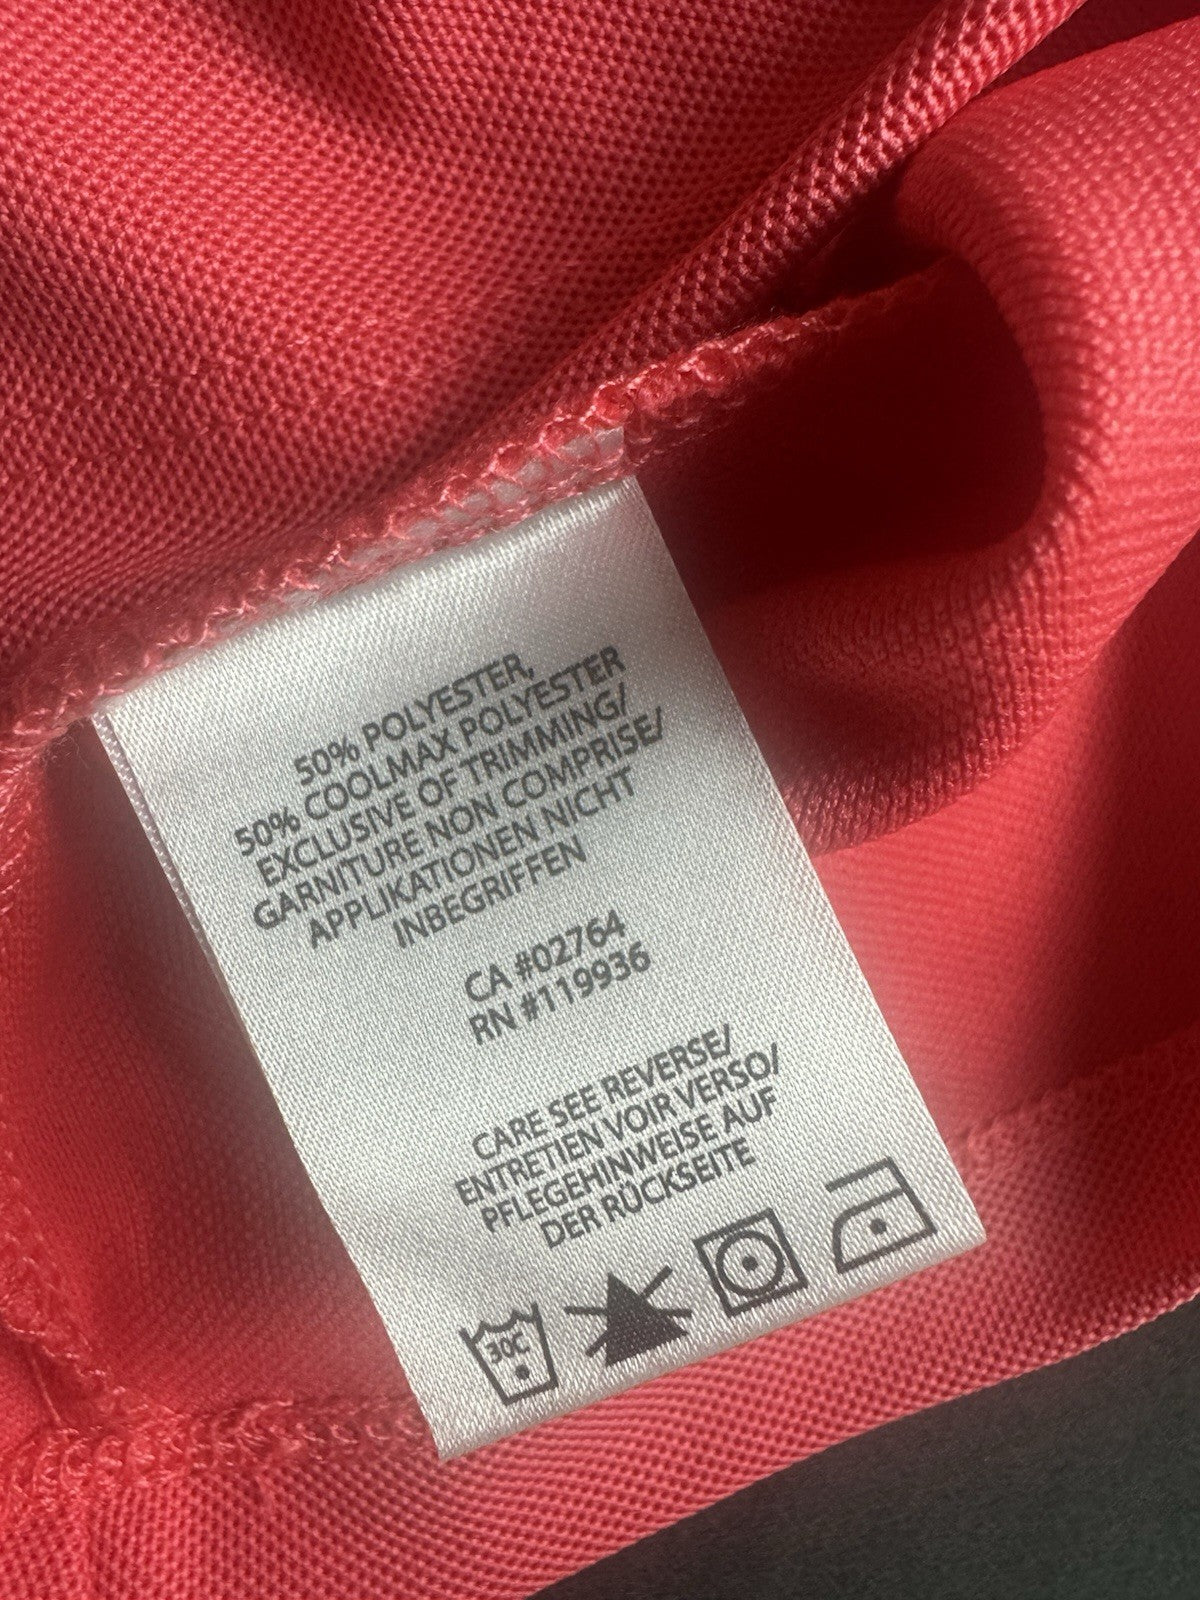 50% POLYESTER,
50% COOLMAX POLYESTER
EXCLUSIVE OF TRIMMING/
GARNITURE NON COMPRISE/
APPLIKATIONEN NICHT
INBEGRIFFEN
CA #02764
RN #119936
CARE SEE REVERSE/
ENTRETIEN VOIR VERSO/
PFLEGEHINWEISE AUF
DER RÜCKSEITE
30C